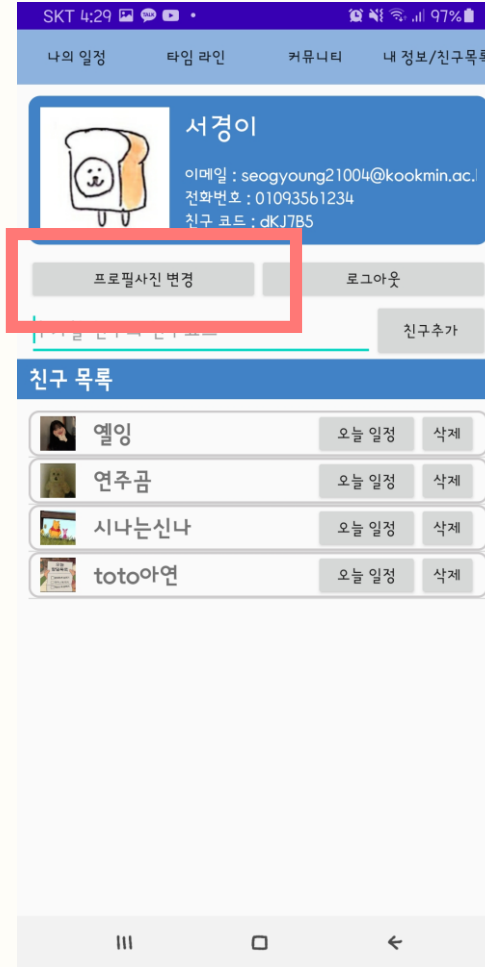 SKT 4:29
97%
나의 일정 타임 라인 커뮤니티 내 정보/친구목록
서경이
이메일 : seogyoung21004@kookmin.ac.
전화번호 : 01093561234
친구 코드 : dKJ7B5
프로필사진 변경 로그아웃
친구추가
친구 목록
옐잉 오늘 일정 삭제
연주곰 오늘 일정 삭제
시나는신나 오늘 일정 삭제
toto아연 오늘 일정 삭제